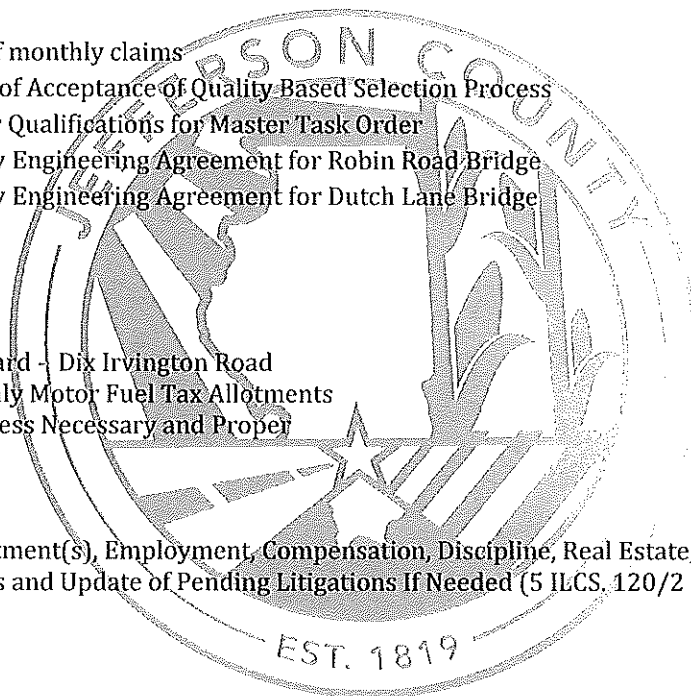 JEFFERSON COUNTY
f monthly claims
of Acceptance of Quality Based Selection Process
Qualifications for Master Task Order
Engineering Agreement for Robin Road Bridge
Engineering Agreement for Dutch Lane Bridge
ard - Dix Irvington Road
ly Motor Fuel Tax Allotments
ess Necessary and Proper
tment(s), Employment, Compensation, Discipline, Real Estate,
s and Update of Pending Litigations If Needed (5 ILCS, 120/2
EST. 1819